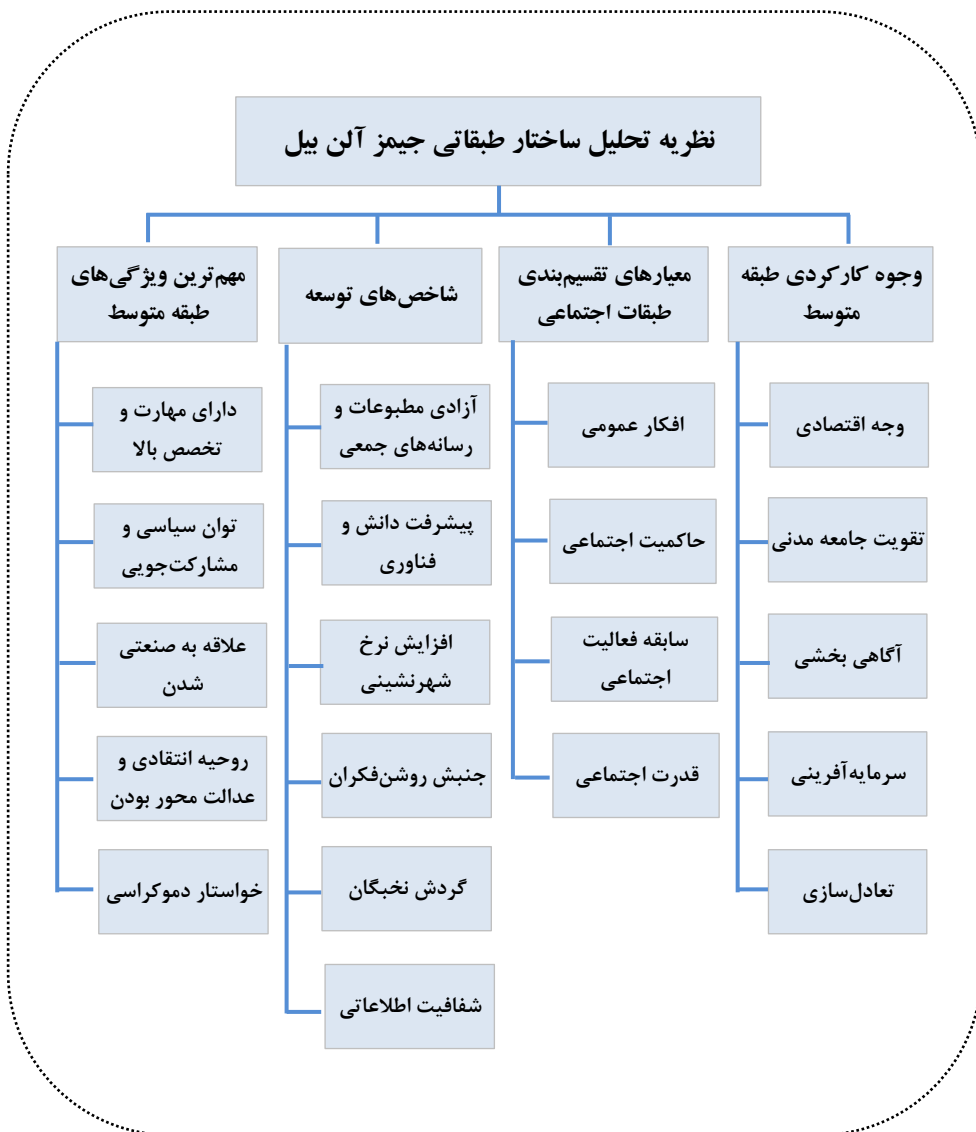 نظریه تحلیل ساختار طبقاتی جیمز آلن بیل
وجوه کارکردی طبقه
متوسط
وجه اقتصادی
تقویت جامعه مدنی
آگاهی بخشی
سرمایه‌آفرینی
تعادل‌سازی
معیارهای تقسیم‌بندی
طبقات اجتماعی
افکار عمومی
حاکمیت اجتماعی
سابقه فعالیت
اجتماعی
قدرت اجتماعی
شاخص‌های توسعه
آزادی مطبوعات و
رسانه‌های جمعی
پیشرفت دانش و
فناوری
افزایش نرخ
شهرنشینی
جنبش روشن‌فکران
گردش نخبگان
شفافیت اطلاعاتی
مهم‌ترین ویژگی‌های
طبقه متوسط
دارای مهارت و
تخصص بالا
توان سیاسی و
مشارکت‌جویی
علاقه به صنعتی
شدن
روحیه انتقادی و
عدالت محور بودن
خواستار دموکراسی